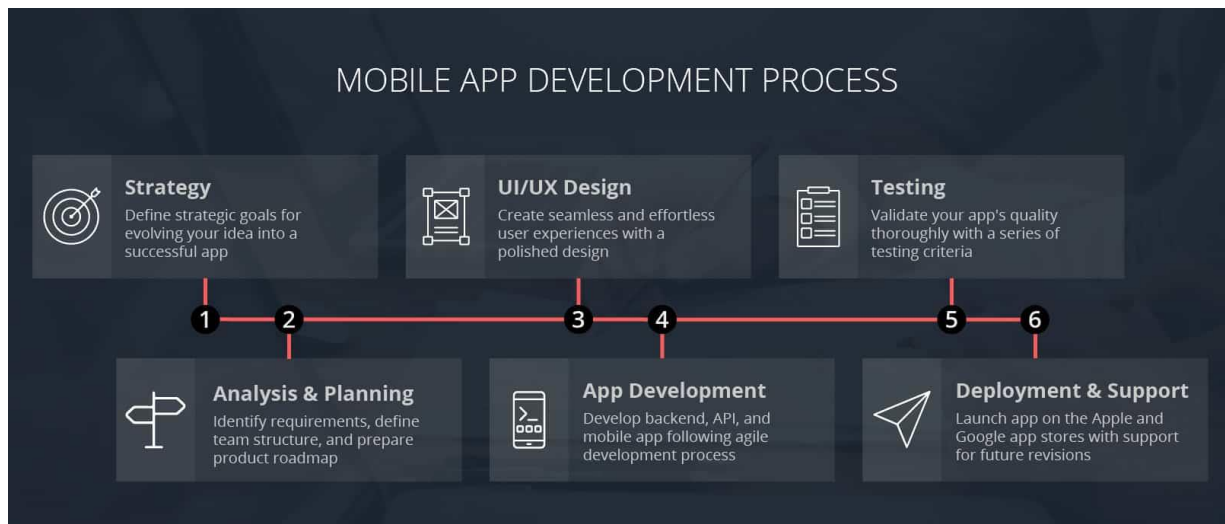 MOBILE APP DEVELOPMENT PROCESS
Strategy
Define strategic goals for
evolving your idea into a
successful app
UI/UX Design
Create seamless and effortless
user experiences with a
polished design
Testing
Validate your app's quality
thoroughly with a series of
testing criteria
1 2 3 4 5 6
Analysis & Planning
Identify requirements, define
team structure, and prepare
product roadmap
App Development
Develop backend, API, and
mobile app following agile
development process
Deployment & Support
Launch app on the Apple and
Google app stores with support
for future revisions